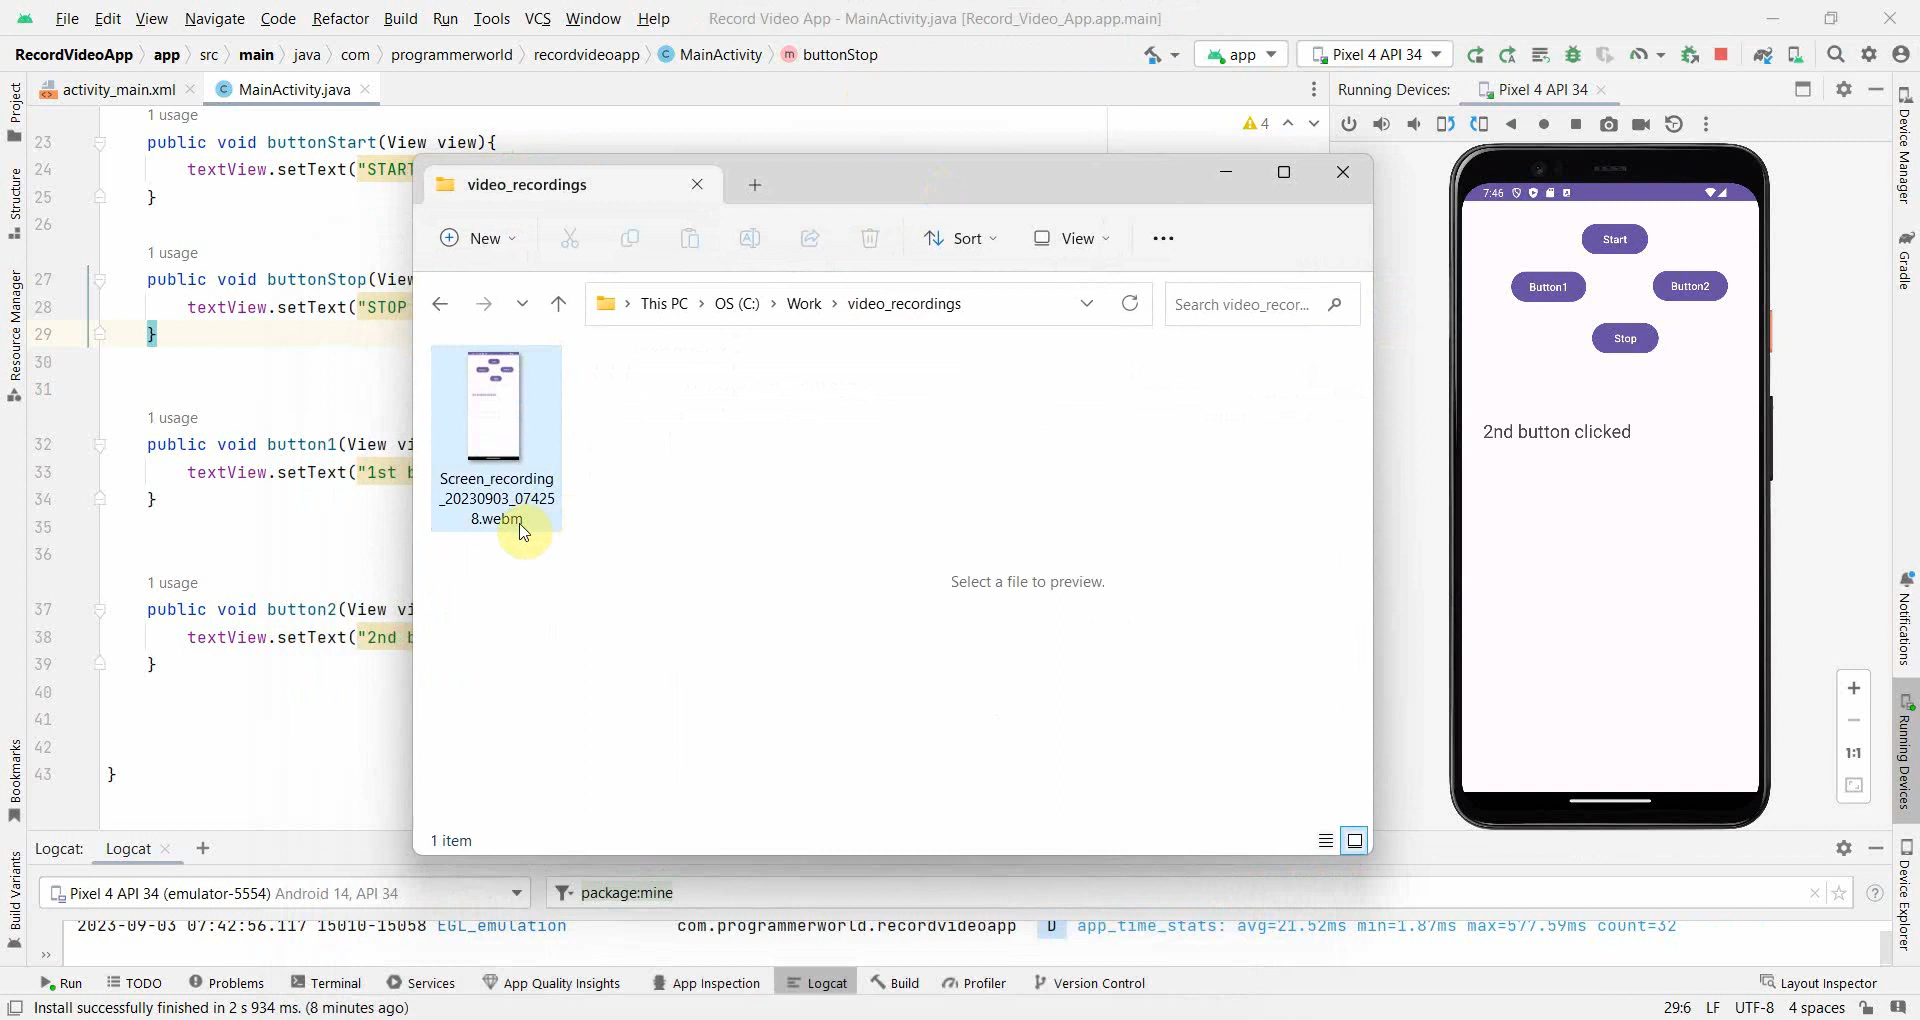 File Edit View Navigate Code Refactor Build Run Tools VCS Window Help Record Video App - MainActivity.java [Record_Video_App.app.main]
RecordVideoApp app src main java com programmerworld recordvideoapp C MainActivity m buttonStop
app Pixel 4 API 34
Project
activity_main.xml
C MainActivity.java
Running Devices: Pixel 4 API 34
4
1 usage
23 public void buttonStart(View view){
24 textView.setText("START
25 }
26
1 usage
27 public void buttonStop(View
28 textView.setText("STOP
29 }
30
31
1 usage
32 public void button1(View vi
33 textView.setText("1st b
34 }
35
36
1 usage
37 public void button2(View vi
38 textView.setText("2nd b
39 }
40
41
42
43 }
Structure
Resource Manager
Bookmarks
Build Variants
video_recordings
New Sort View
This PC OS (C:) Work video_recordings
Search video_recor...
Screen_recording
_20230903_07425
8.webm
Select a file to preview.
1 item
7:46
Start
Button1 Button2
Stop
2nd button clicked
1:1
Device Manager
Gradle
Notifications
Running Devices
Device Explorer
Logcat: Logcat
Pixel 4 API 34 (emulator-5554) Android 14, API 34
package:mine
2023-09-03 07:42:56.117 15010-15058 EGL_emulation com.programmerworld.recordvideoapp D app_time_stats: avg=21.52ms min=1.87ms max=577.59ms count=32
Run TODO Problems Terminal Services App Quality Insights App Inspection Logcat Build Profiler Version Control Layout Inspector
Install successfully finished in 2 s 934 ms. (8 minutes ago)
29:6 LF UTF-8 4 spaces